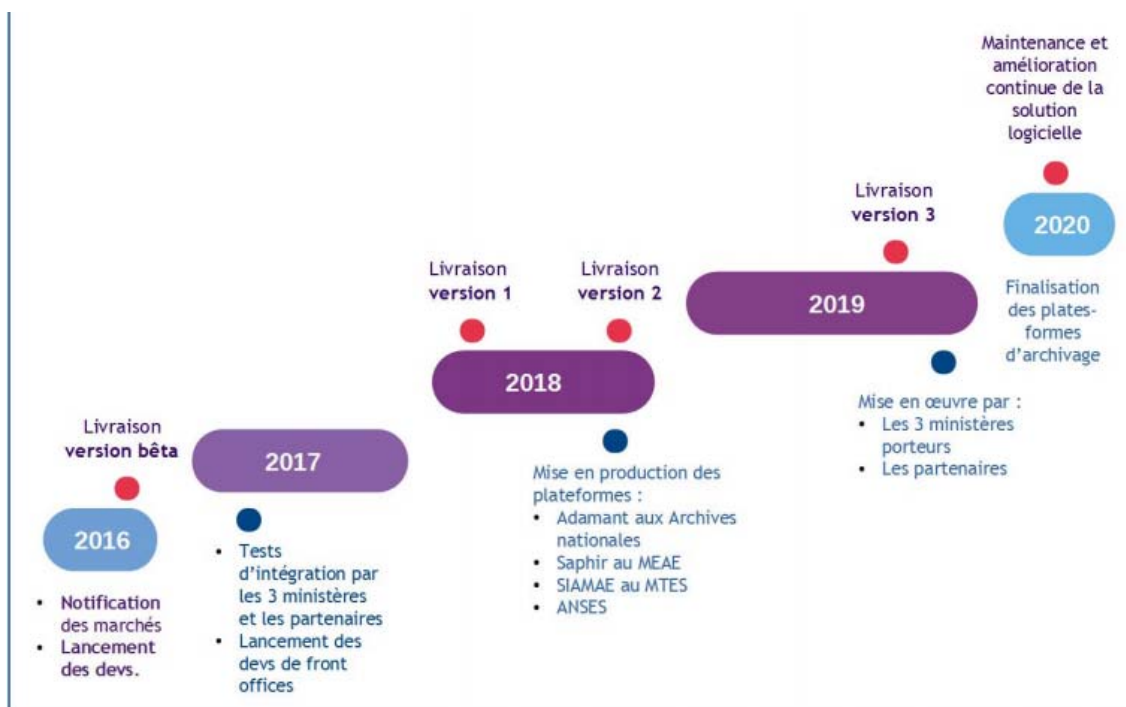 Livraison
version bêta
2016
• Notification
des marchés
• Lancement
des devs.
2017
• Tests
d'intégration par
les 3 ministères
et les partenaires
• Lancement des
devs de front
offices
Livraison
version 1
Livraison
version 2
2018
Mise en production des
plateformes :
• Adamant aux Archives
nationales
• Saphir au MEAE
• SIAMAE au MTES
• ANSES
Livraison
version 3
2019
Mise en œuvre par :
• Les 3 ministères
porteurs
• Les partenaires
Maintenance et
amélioration
continue de la
solution
logicielle
2020
Finalisation
des plates-
formes
d'archivage